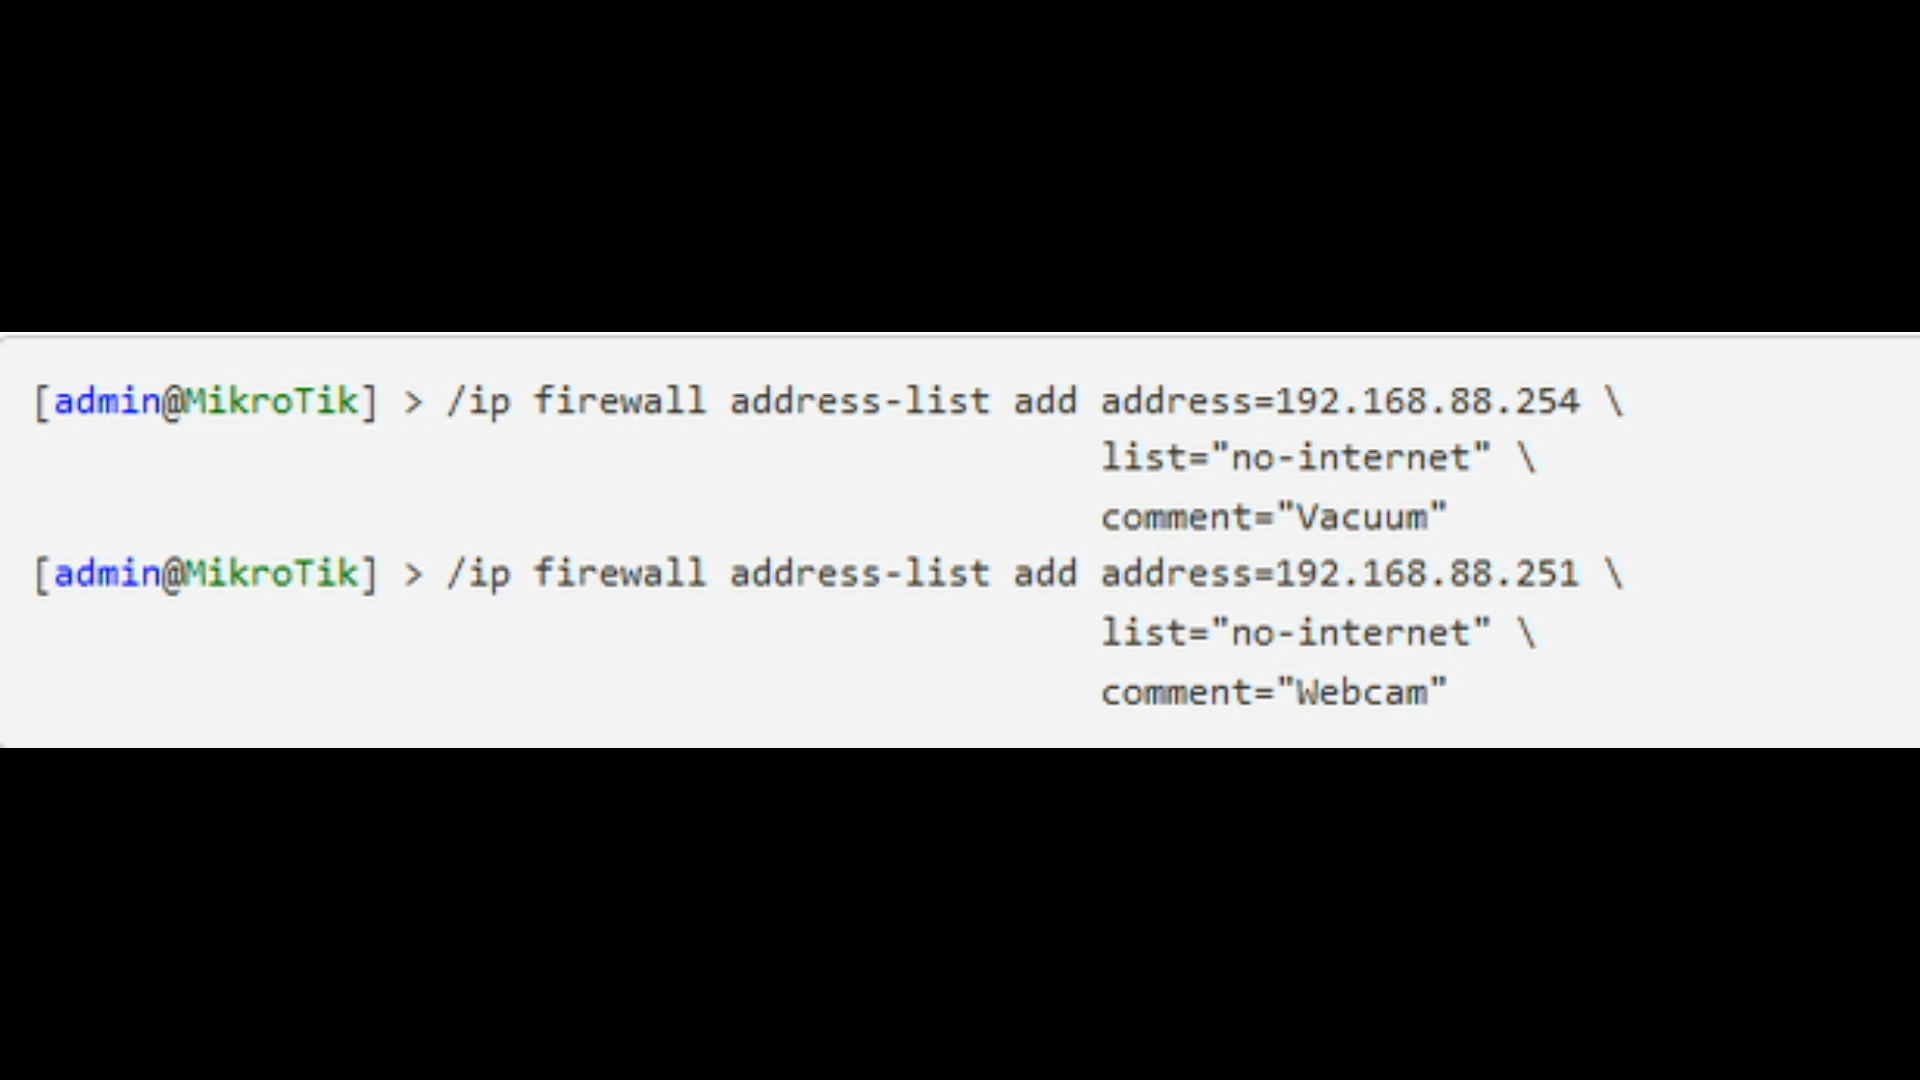 [admin@MikroTik] > /ip firewall address-list add address=192.168.88.254 \
list="no-internet" \
comment="Vacuum"
[admin@MikroTik] > /ip firewall address-list add address=192.168.88.251 \
list="no-internet" \
comment="Webcam"